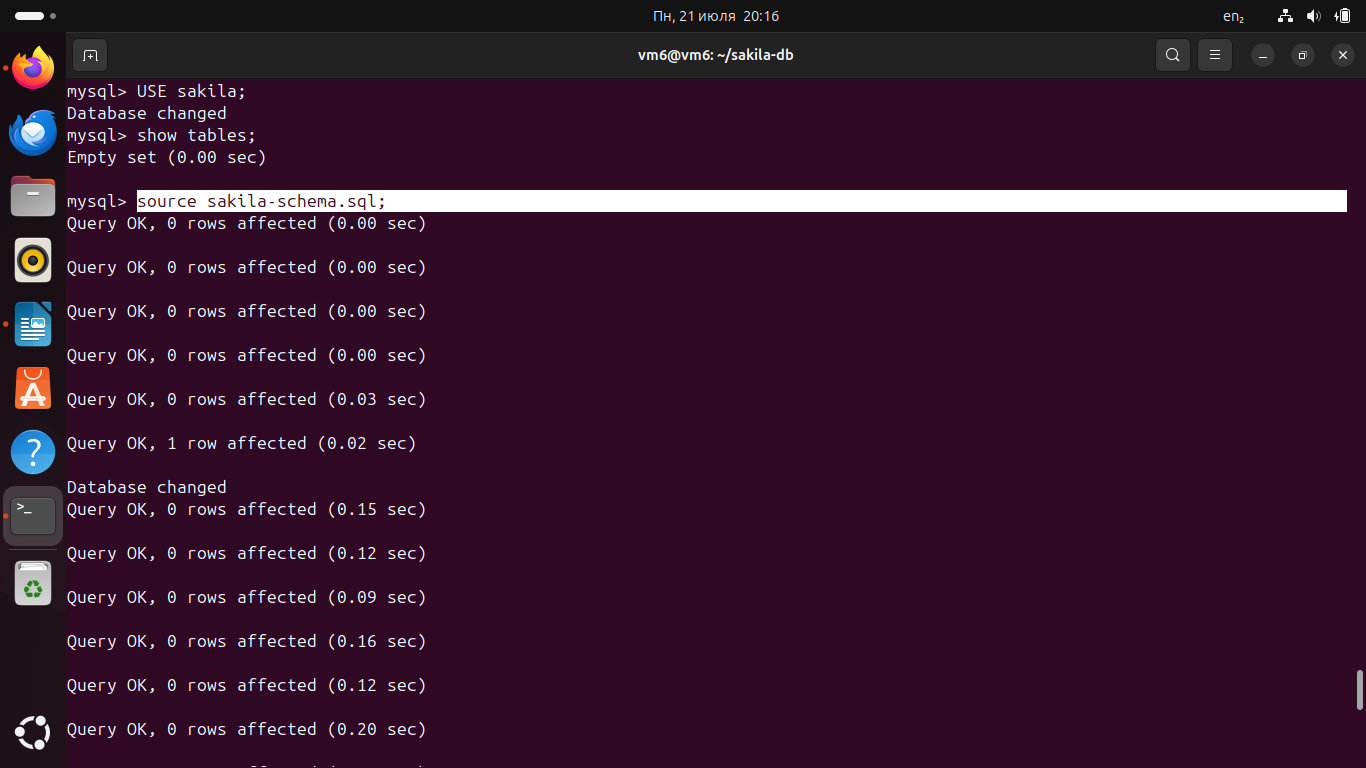 Пн, 21 июля 20:16
en₂
vm6@vm6: ~/sakila-db
mysql> USE sakila;
Database changed
mysql> show tables;
Empty set (0.00 sec)
mysql> source sakila-schema.sql;
Query OK, 0 rows affected (0.00 sec)
Query OK, 0 rows affected (0.00 sec)
Query OK, 0 rows affected (0.00 sec)
Query OK, 0 rows affected (0.00 sec)
Query OK, 0 rows affected (0.03 sec)
Query OK, 1 row affected (0.02 sec)
Database changed
Query OK, 0 rows affected (0.15 sec)
Query OK, 0 rows affected (0.12 sec)
Query OK, 0 rows affected (0.09 sec)
Query OK, 0 rows affected (0.16 sec)
Query OK, 0 rows affected (0.12 sec)
Query OK, 0 rows affected (0.20 sec)